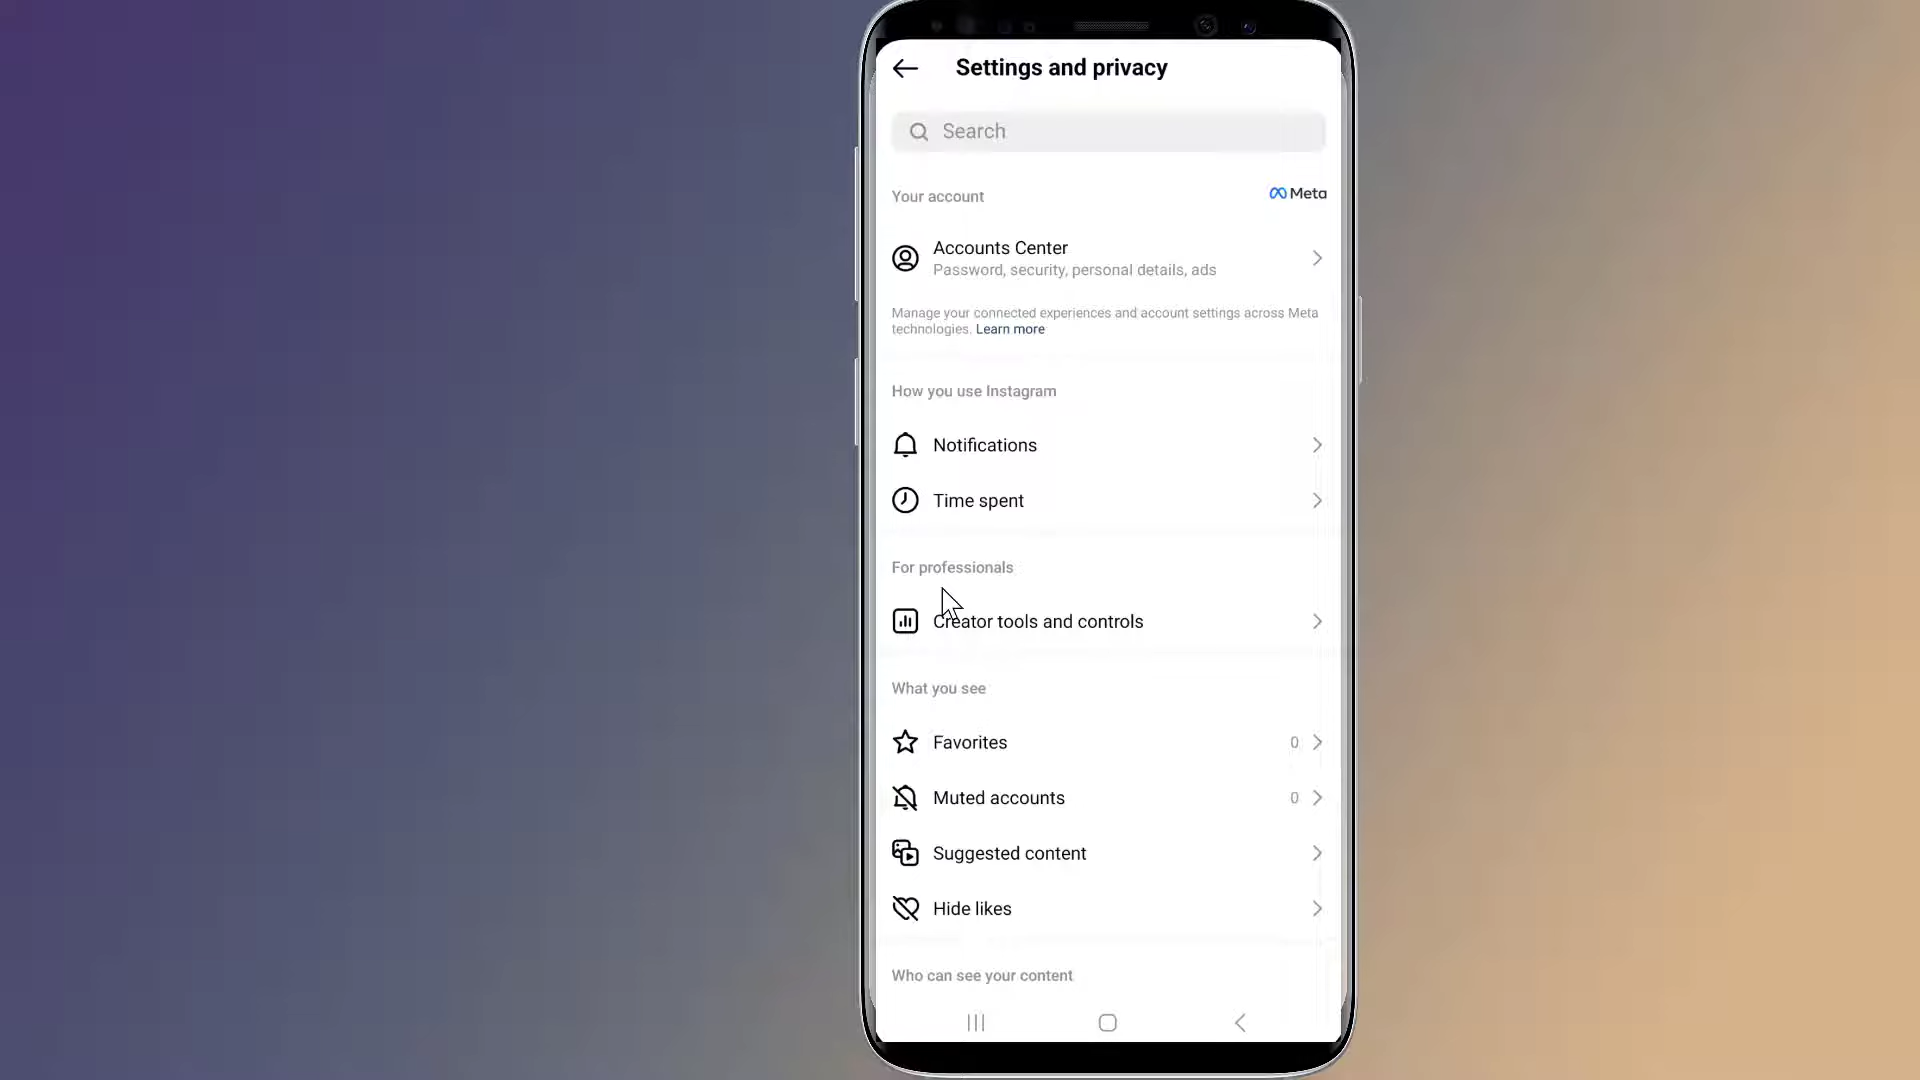 Settings and privacy
Search
Your account
Meta
Accounts Center
Password, security, personal details, ads
Manage your connected experiences and account settings across Meta
technologies. Learn more
How you use Instagram
Notifications
Time spent
For professionals
Creator tools and controls
What you see
Favorites 0
Muted accounts 0
Suggested content
Hide likes
Who can see your content